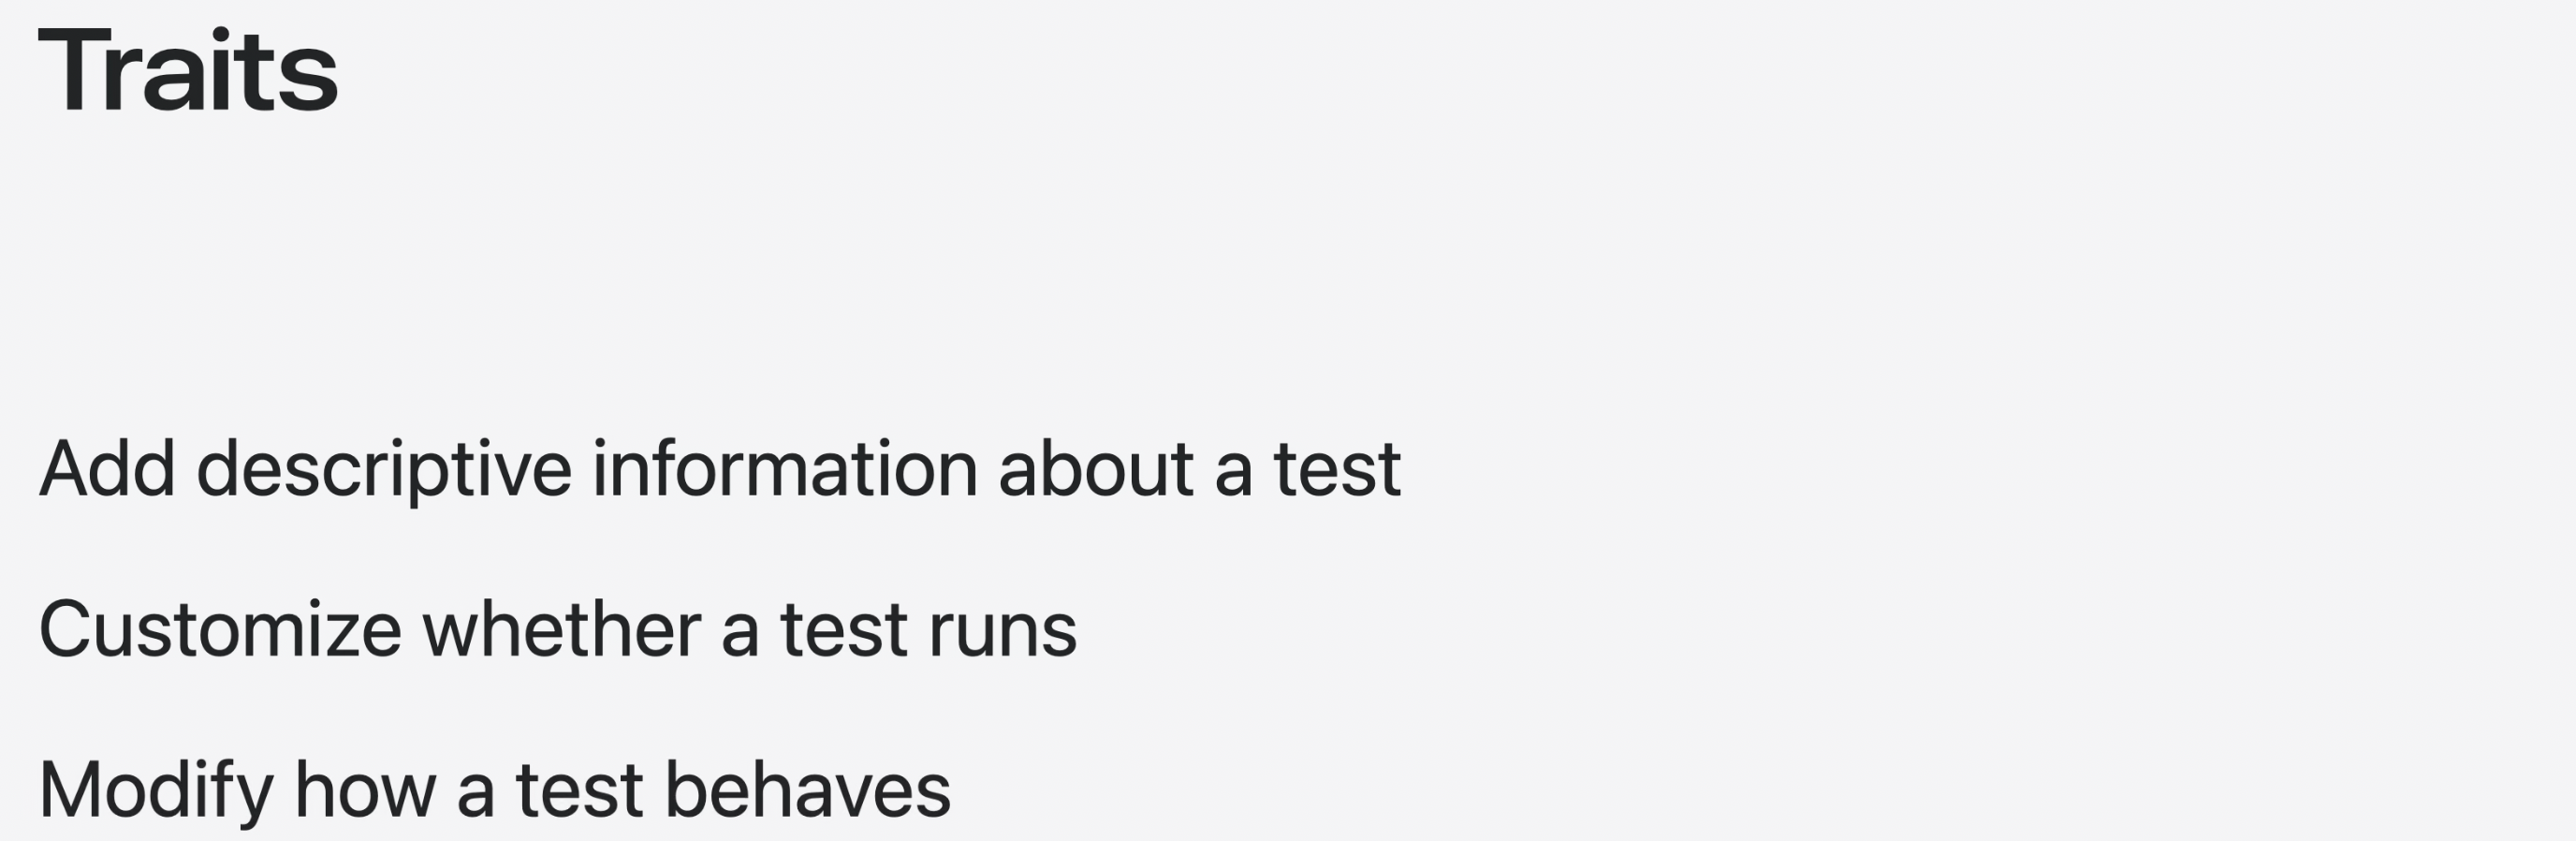 Traits
Add descriptive information about a test
Customize whether a test runs
Modify how a test behaves